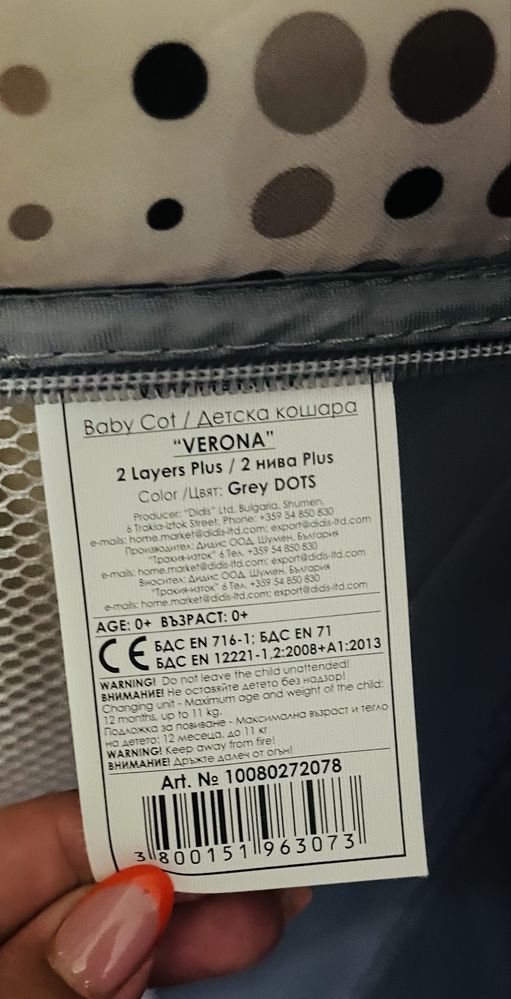 Baby Cot / Детска кошара
"VERONA"
2 Layers Plus / 2 нива Plus
Color /Цвят: Grey DOTS
Producer: "Didis" Ltd, Bulgaria, Shumen,
6 Trakia-iztok Street, Phone: +359 54 850 830
e-mails: home.market@didis-ltd.com; export@didis-ltd.com
Производител: Дидис ООД, Шумен, България
"Тракия-изток" 6 Тел. +359 54 850 830
e-mails: home.market@didis-ltd.com; export@didis-ltd.com
Вносител: Дидис ООД, Шумен, България
"Тракия-изток" 6 Тел. +359 54 850 830
e-mails: home.market@didis-ltd.com; export@didis-ltd.com
AGE: 0+ ВЪЗРАСТ: 0+
CE БДС EN 716-1; БДС EN 71
БДС EN 12221-1,2:2008+A1:2013
WARNING! Do not leave the child unattended!
ВНИМАНИЕ! Не оставяйте детето без надзор!
Changing unit - Maximum age and weight of the child:
12 months, up to 11 kg.
Подложка за повиване - Максимална възраст и тегло
на детето: 12 месеца, до 11 кг
WARNING! Keep away from fire!
ВНИМАНИЕ! Дръжте далеч от огън!
Art. № 10080272078
3 800151 963073